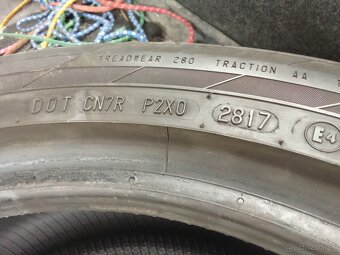 TREADWEAR 280 TRACTION AA
DOT CN7R P2X0 2817 E4